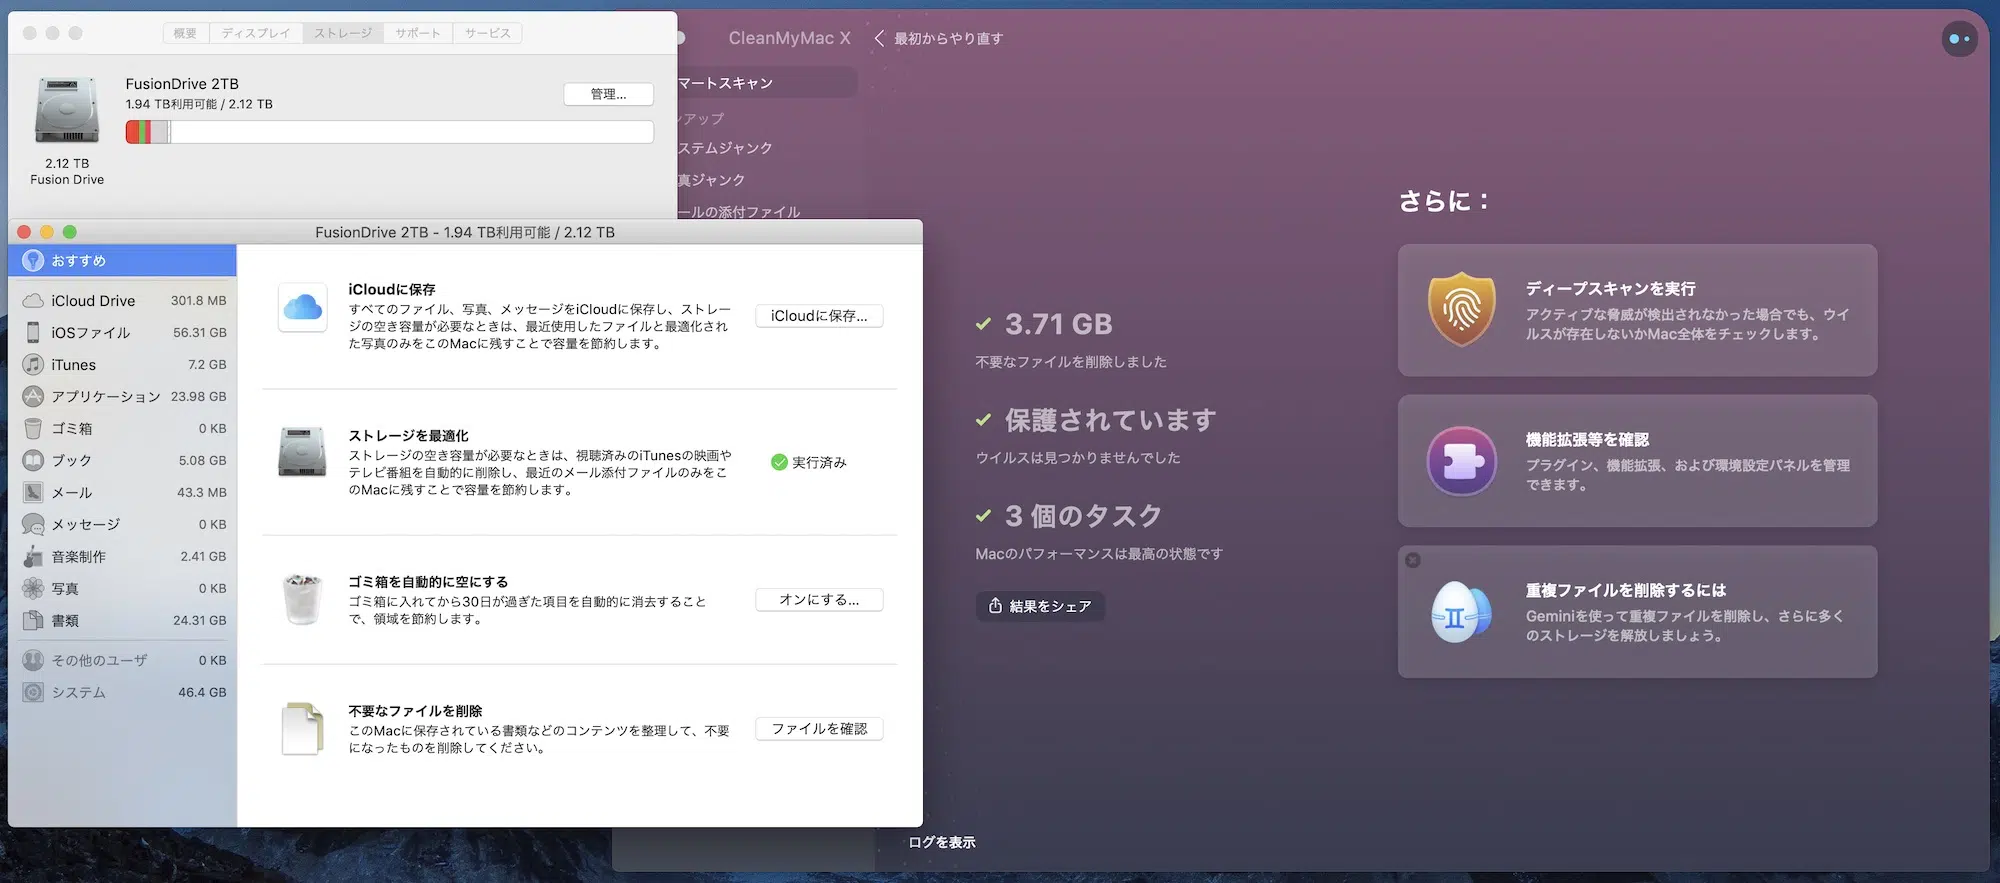 概要
ディスプレイ
ストレージ
サポート
サービス
FusionDrive 2TB
1.94 TB利用可能 / 2.12 TB
管理...
2.12 TB
Fusion Drive
CleanMyMac X
最初からやり直す
マートスキャン
ンアップ
ステムジャンク
真ジャンク
ールの添付ファイル
FusionDrive 2TB - 1.94 TB利用可能 / 2.12 TB
おすすめ
iCloud Drive 301.8 MB
iOSファイル 56.31 GB
iTunes 7.2 GB
アプリケーション 23.98 GB
ゴミ箱 0 KB
ブック 5.08 GB
メール 43.3 MB
メッセージ 0 KB
音楽制作 2.41 GB
写真 0 KB
書類 24.31 GB
その他のユーザ 0 KB
システム 46.4 GB
iCloudに保存
すべてのファイル、写真、メッセージをiCloudに保存し、ストレー
ジの空き容量が必要なときは、最近使用したファイルと最適化され
た写真のみをこのMacに残すことで容量を節約します。
iCloudに保存...
ストレージを最適化
ストレージの空き容量が必要なときは、視聴済みのiTunesの映画や
テレビ番組を自動的に削除し、最近のメール添付ファイルのみをこ
のMacに残すことで容量を節約します。
実行済み
ゴミ箱を自動的に空にする
ゴミ箱に入れてから30日が過ぎた項目を自動的に消去すること
で、領域を節約します。
オンにする...
不要なファイルを削除
このMacに保存されている書類などのコンテンツを整理して、不要
になったものを削除してください。
ファイルを確認
3.71 GB
不要なファイルを削除しました
保護されています
ウイルスは見つかりませんでした
3 個のタスク
Macのパフォーマンスは最高の状態です
結果をシェア
ログを表示
さらに：
ディープスキャンを実行
アクティブな脅威が検出されなかった場合でも、ウイ
ルスが存在しないかMac全体をチェックします。
機能拡張等を確認
プラグイン、機能拡張、および環境設定パネルを管理
できます。
重複ファイルを削除するには
Geminiを使って重複ファイルを削除し、さらに多く
のストレージを解放しましょう。